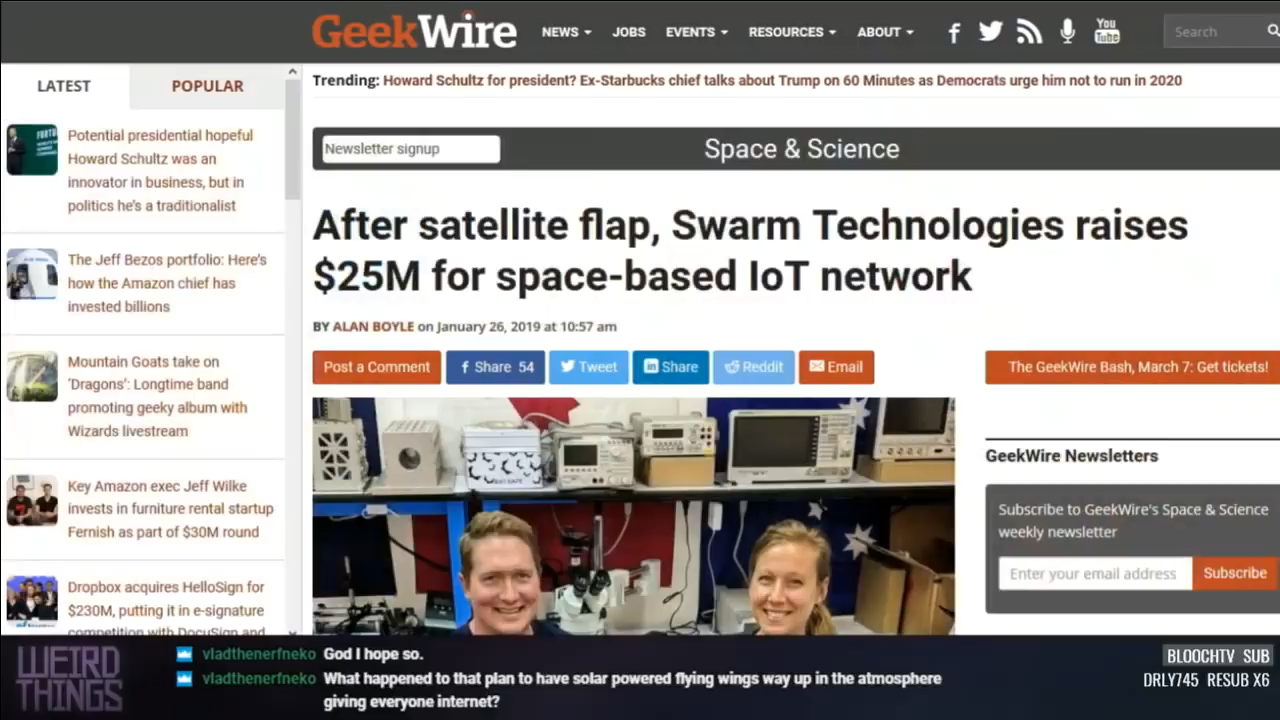 GeekWire
NEWS JOBS EVENTS RESOURCES ABOUT
You Tube
Search
LATEST
POPULAR
Trending: Howard Schultz for president? Ex-Starbucks chief talks about Trump on 60 Minutes as Democrats urge him not to run in 2020
Potential presidential hopeful
Howard Schultz was an
innovator in business, but in
politics he's a traditionalist
The Jeff Bezos portfolio: Here's
how the Amazon chief has
invested billions
Mountain Goats take on
'Dragons': Longtime band
promoting geeky album with
Wizards livestream
Key Amazon exec Jeff Wilke
invests in furniture rental startup
Fernish as part of $30M round
Dropbox acquires HelloSign for
$230M, putting it in e-signature
competition with DocuSign and
Newsletter signup
Space & Science
After satellite flap, Swarm Technologies raises
$25M for space-based IoT network
BY ALAN BOYLE on January 26, 2019 at 10:57 am
Post a Comment
Share 54
Tweet
Share
Reddit
Email
The GeekWire Bash, March 7: Get tickets!
GeekWire Newsletters
Subscribe to GeekWire's Space & Science
weekly newsletter
Enter your email address
Subscribe
WEIRD
THINGS
vladthenerfneko God I hope so.
vladthenerfneko What happened to that plan to have solar powered flying wings way up in the atmosphere
giving everyone internet?
BLOOCHTV SUB
DRLY745 RESUB X6